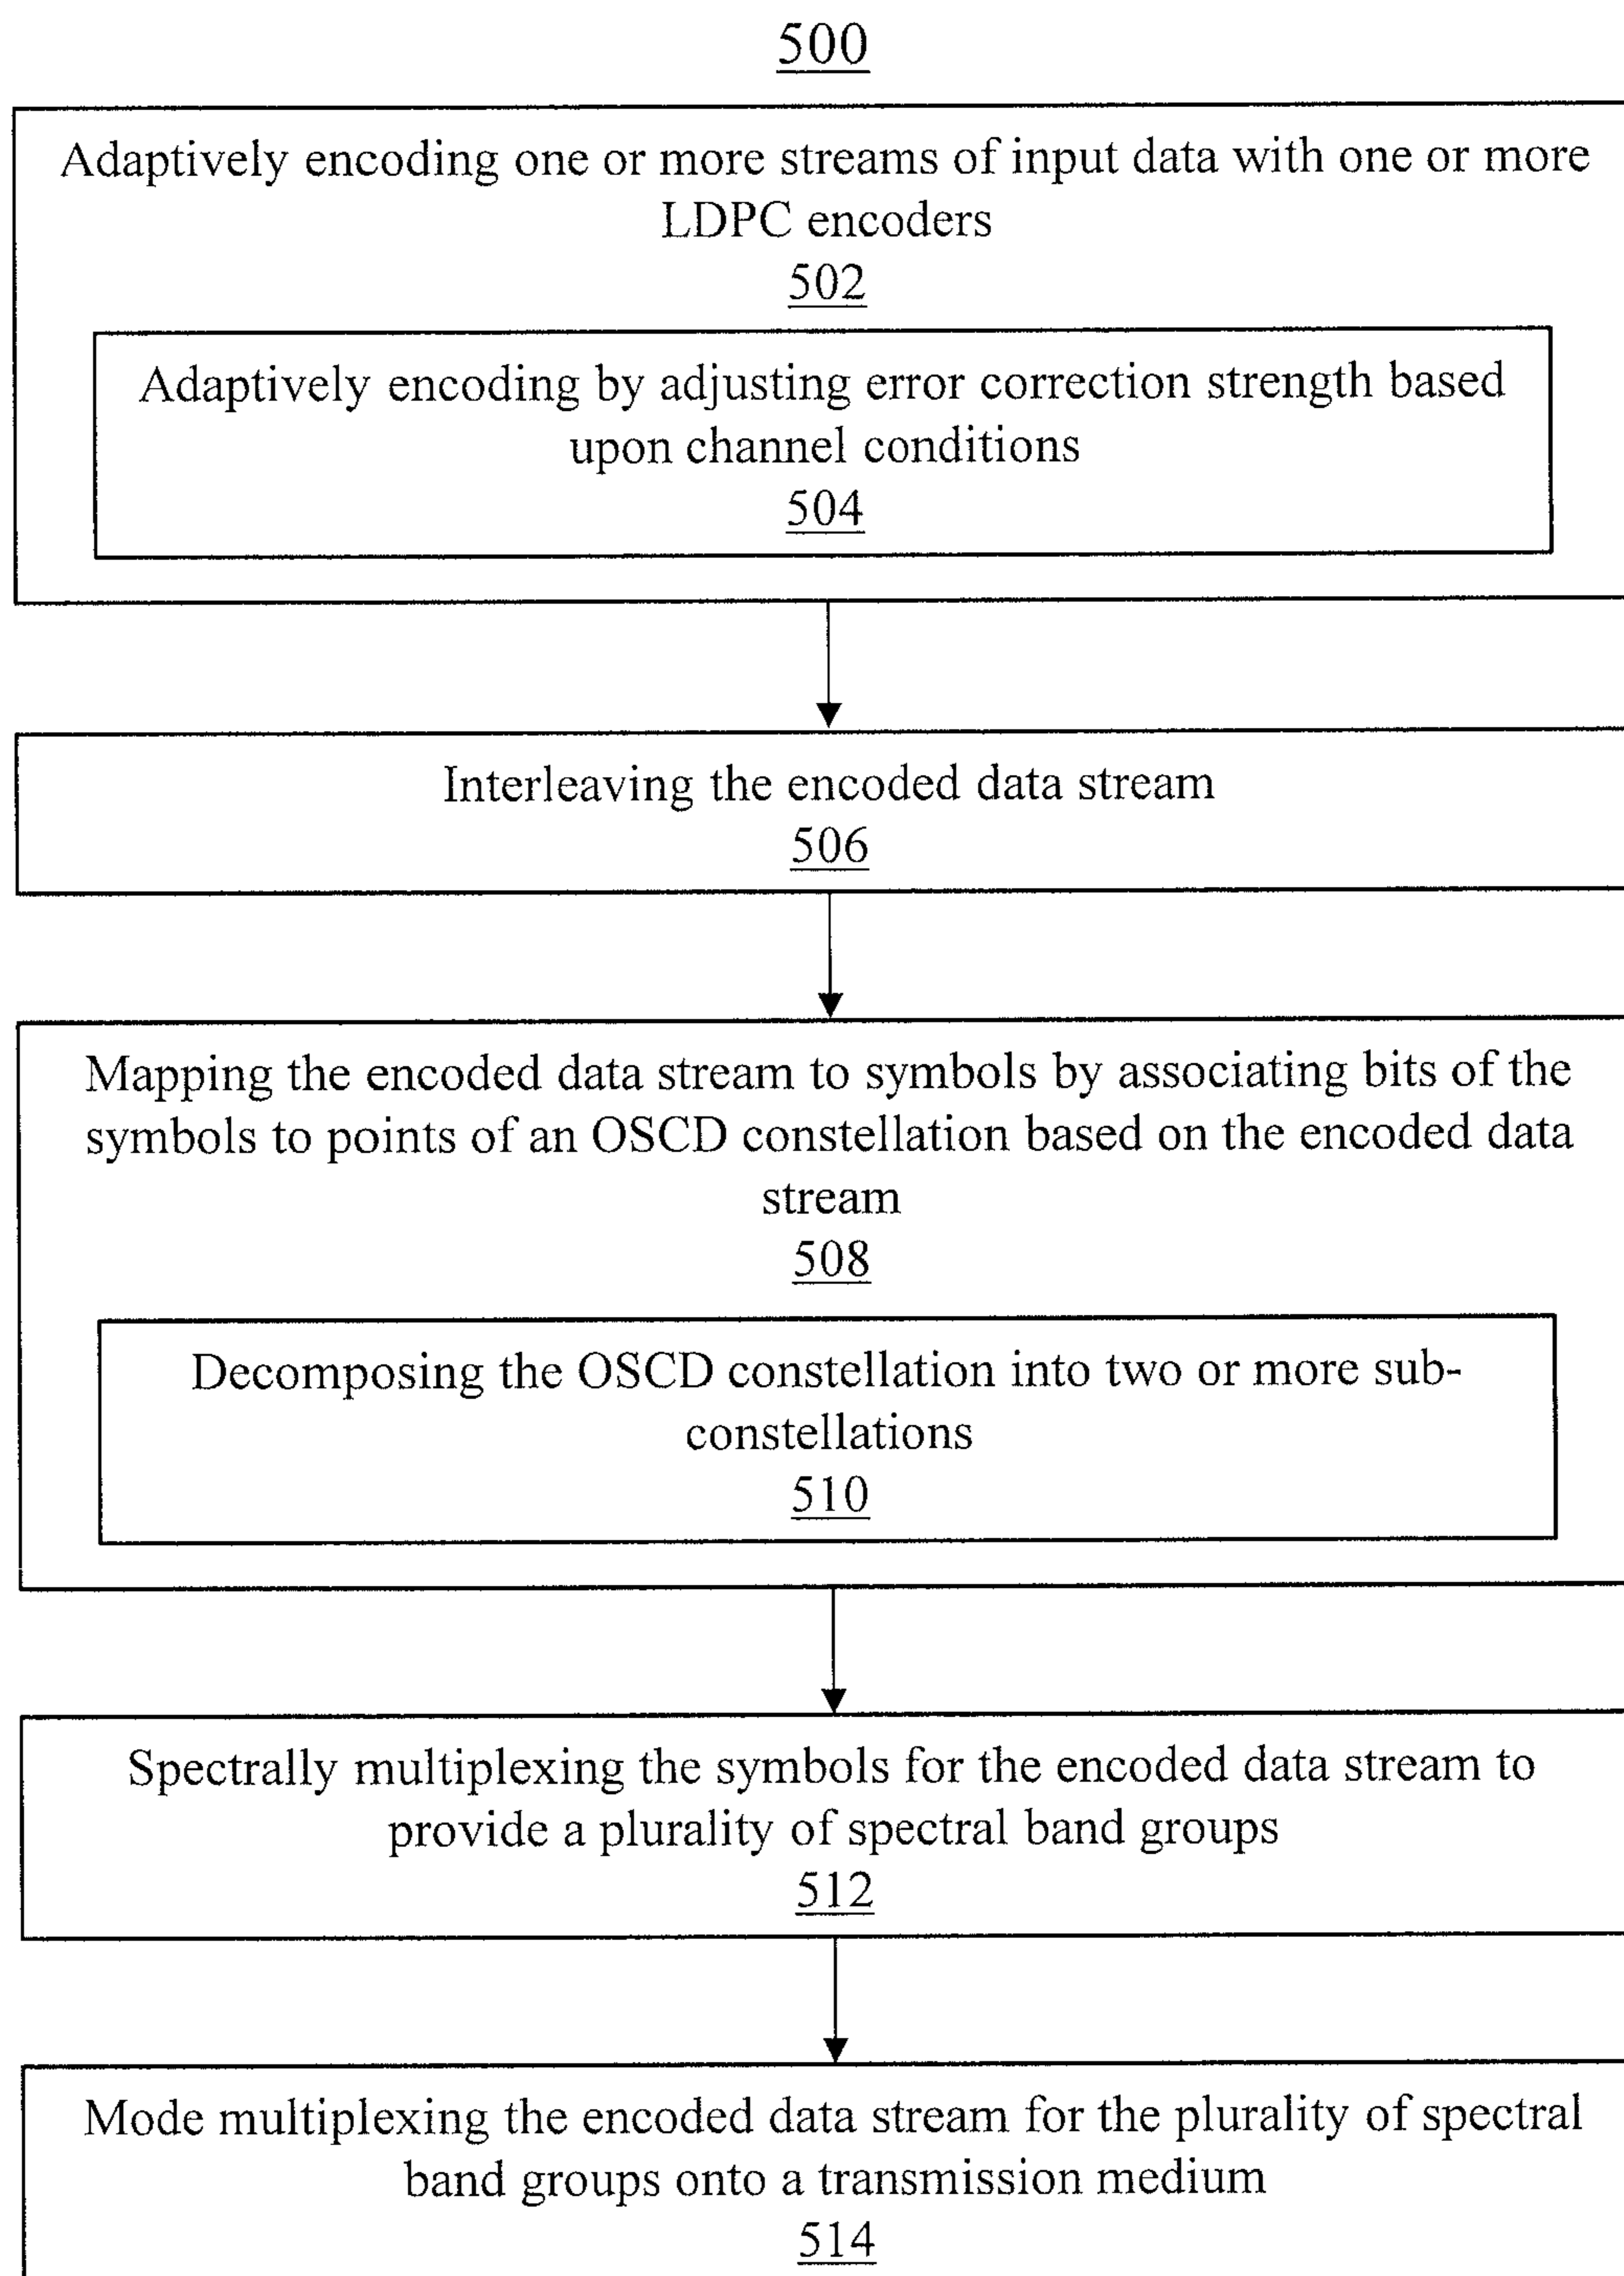 500
Adaptively encoding one or more streams of input data with one or more
LDPC encoders
502
Adaptively encoding by adjusting error correction strength based
upon channel conditions
504
Interleaving the encoded data stream
506
Mapping the encoded data stream to symbols by associating bits of the
symbols to points of an OSCD constellation based on the encoded data
stream
508
Decomposing the OSCD constellation into two or more sub-
constellations
510
Spectrally multiplexing the symbols for the encoded data stream to
provide a plurality of spectral band groups
512
Mode multiplexing the encoded data stream for the plurality of spectral
band groups onto a transmission medium
514